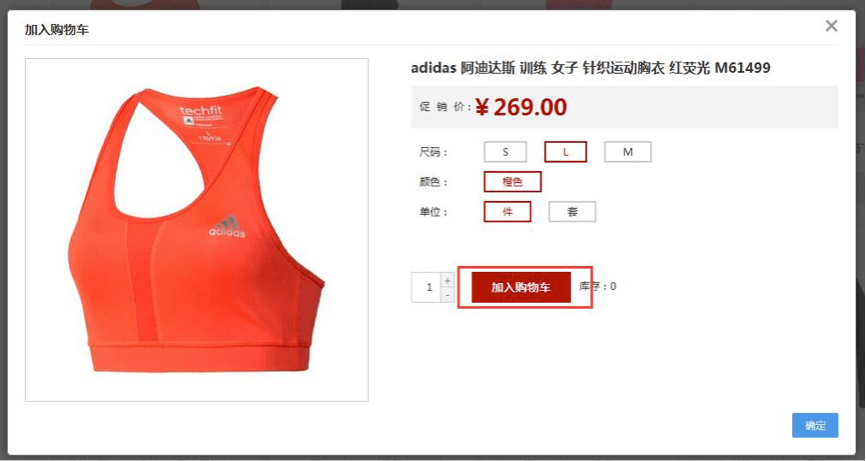 加入购物车
adidas 阿迪达斯 训练 女子 针织运动胸衣 红荧光 M61499
促 销 价：¥ 269.00
尺码： S L M
颜色： 橙色
单位： 件 套
1 + - 加入购物车 库存：0
techfit
adidas
确定